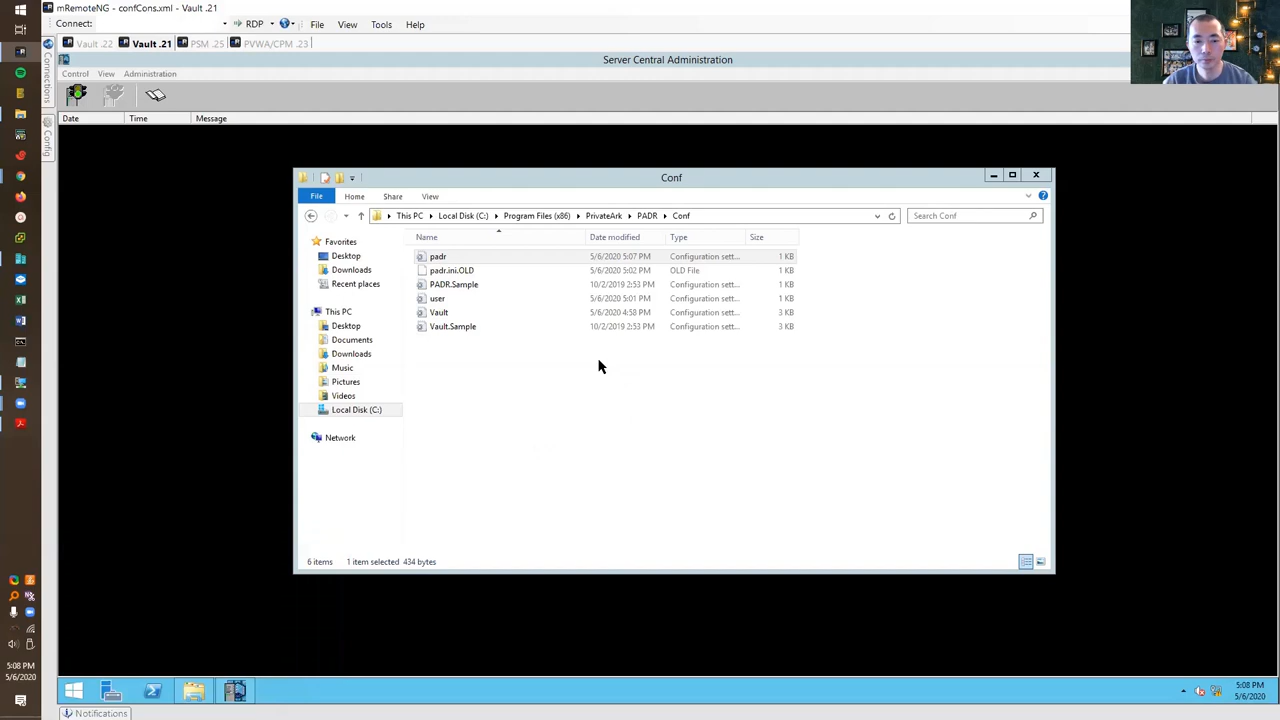 mRemoteNG - confCons.xml - Vault .21
Connect: RDP File View Tools Help
Vault .22 Vault .21 PSM .25 PVWA/CPM .23
Connections
Config
Server Central Administration
Control View Administration
Date Time Message
Conf
File Home Share View
This PC Local Disk (C:) Program Files (x86) PrivateArk PADR Conf Search Conf
Name Date modified Type Size
Favorites
Desktop
Downloads
Recent places
This PC
Desktop
Documents
Downloads
Music
Pictures
Videos
Local Disk (C:)
Network
padr 5/6/2020 5:07 PM Configuration sett... 1 KB
padr.ini.OLD 5/6/2020 5:02 PM OLD File 1 KB
PADR.Sample 10/2/2019 2:53 PM Configuration sett... 1 KB
user 5/6/2020 5:01 PM Configuration sett... 1 KB
Vault 5/6/2020 4:58 PM Configuration sett... 3 KB
Vault.Sample 10/2/2019 2:53 PM Configuration sett... 3 KB
6 items 1 item selected 434 bytes
5:08 PM
5/6/2020
5:08 PM
5/6/2020
Notifications